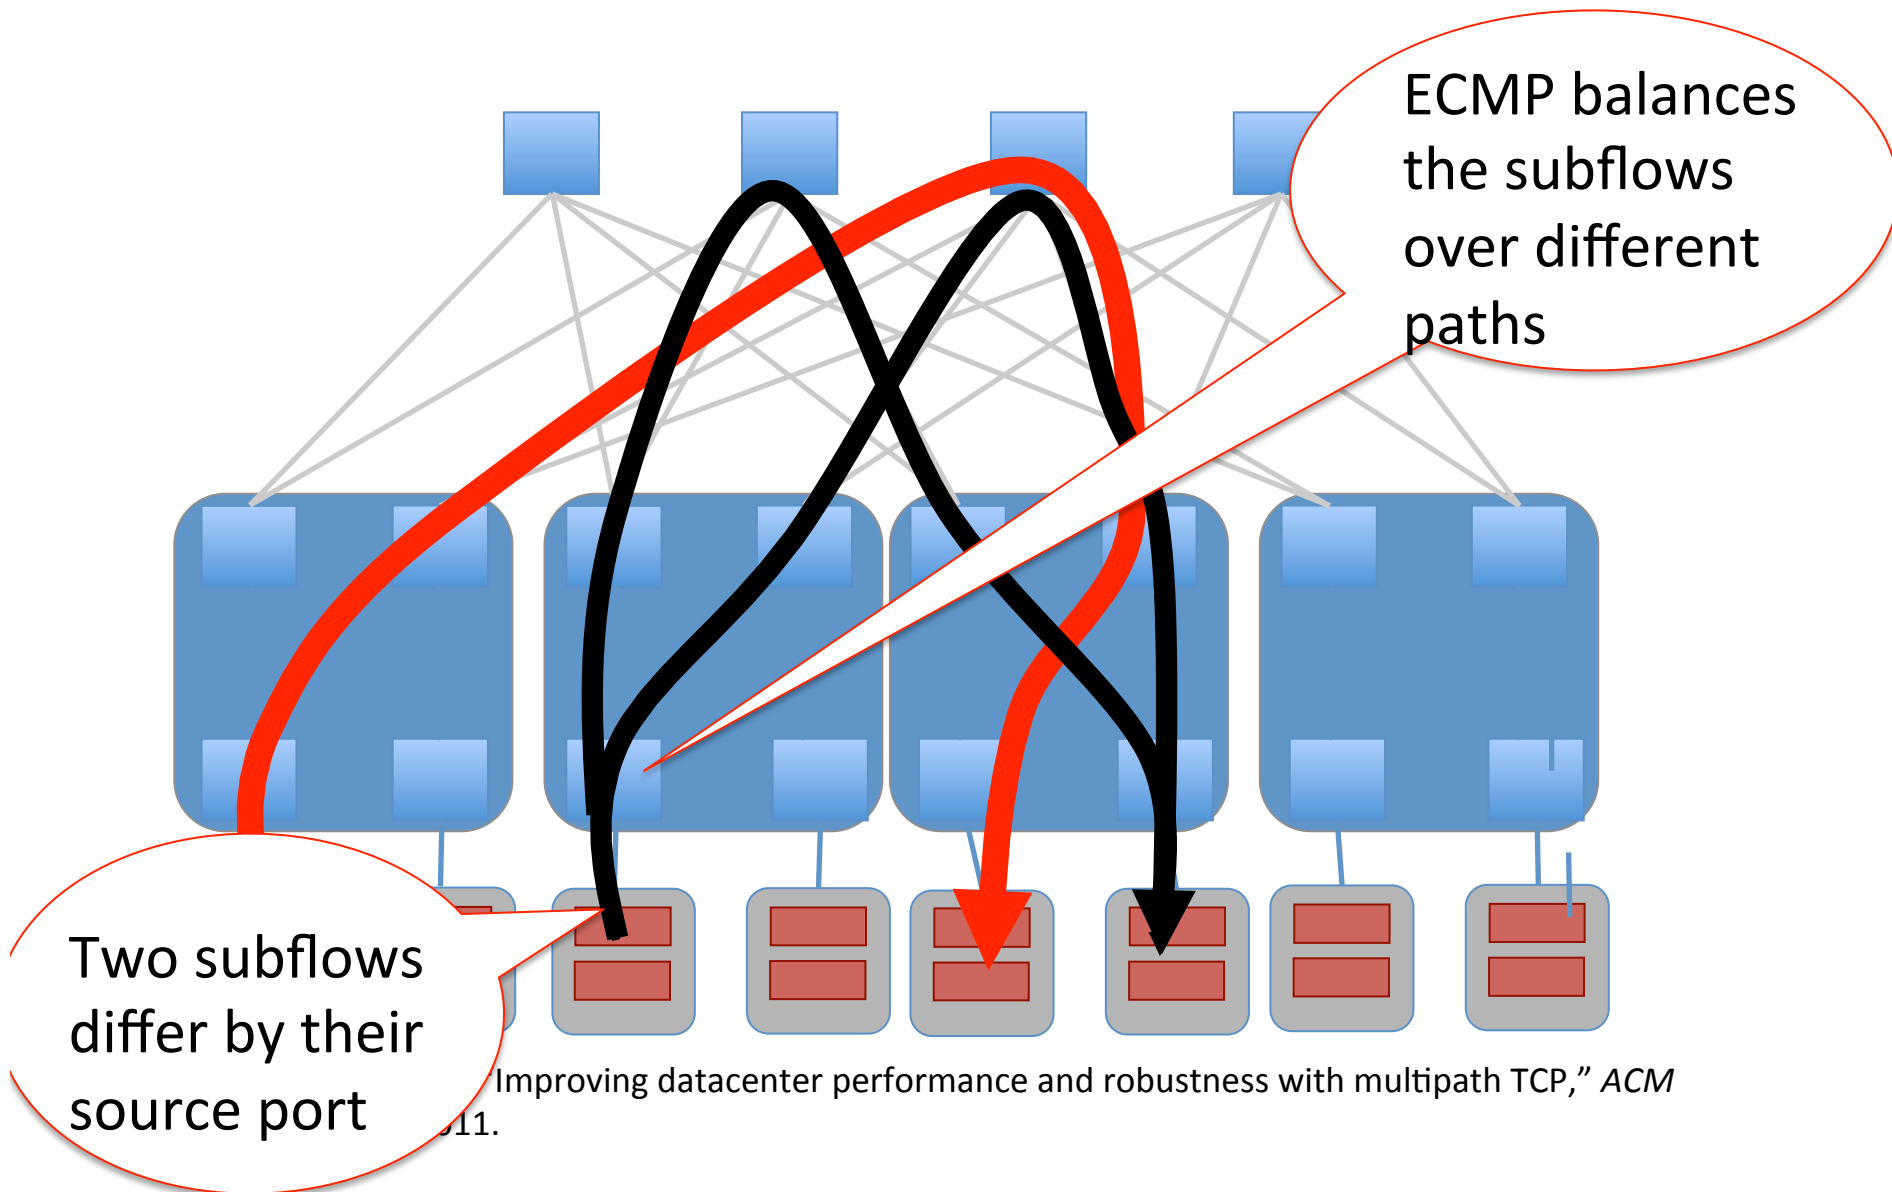 ECMP balances
the subflows
over different
paths
Two subflows
differ by their
source port
“Improving datacenter performance and robustness with multipath TCP,” ACM
11.